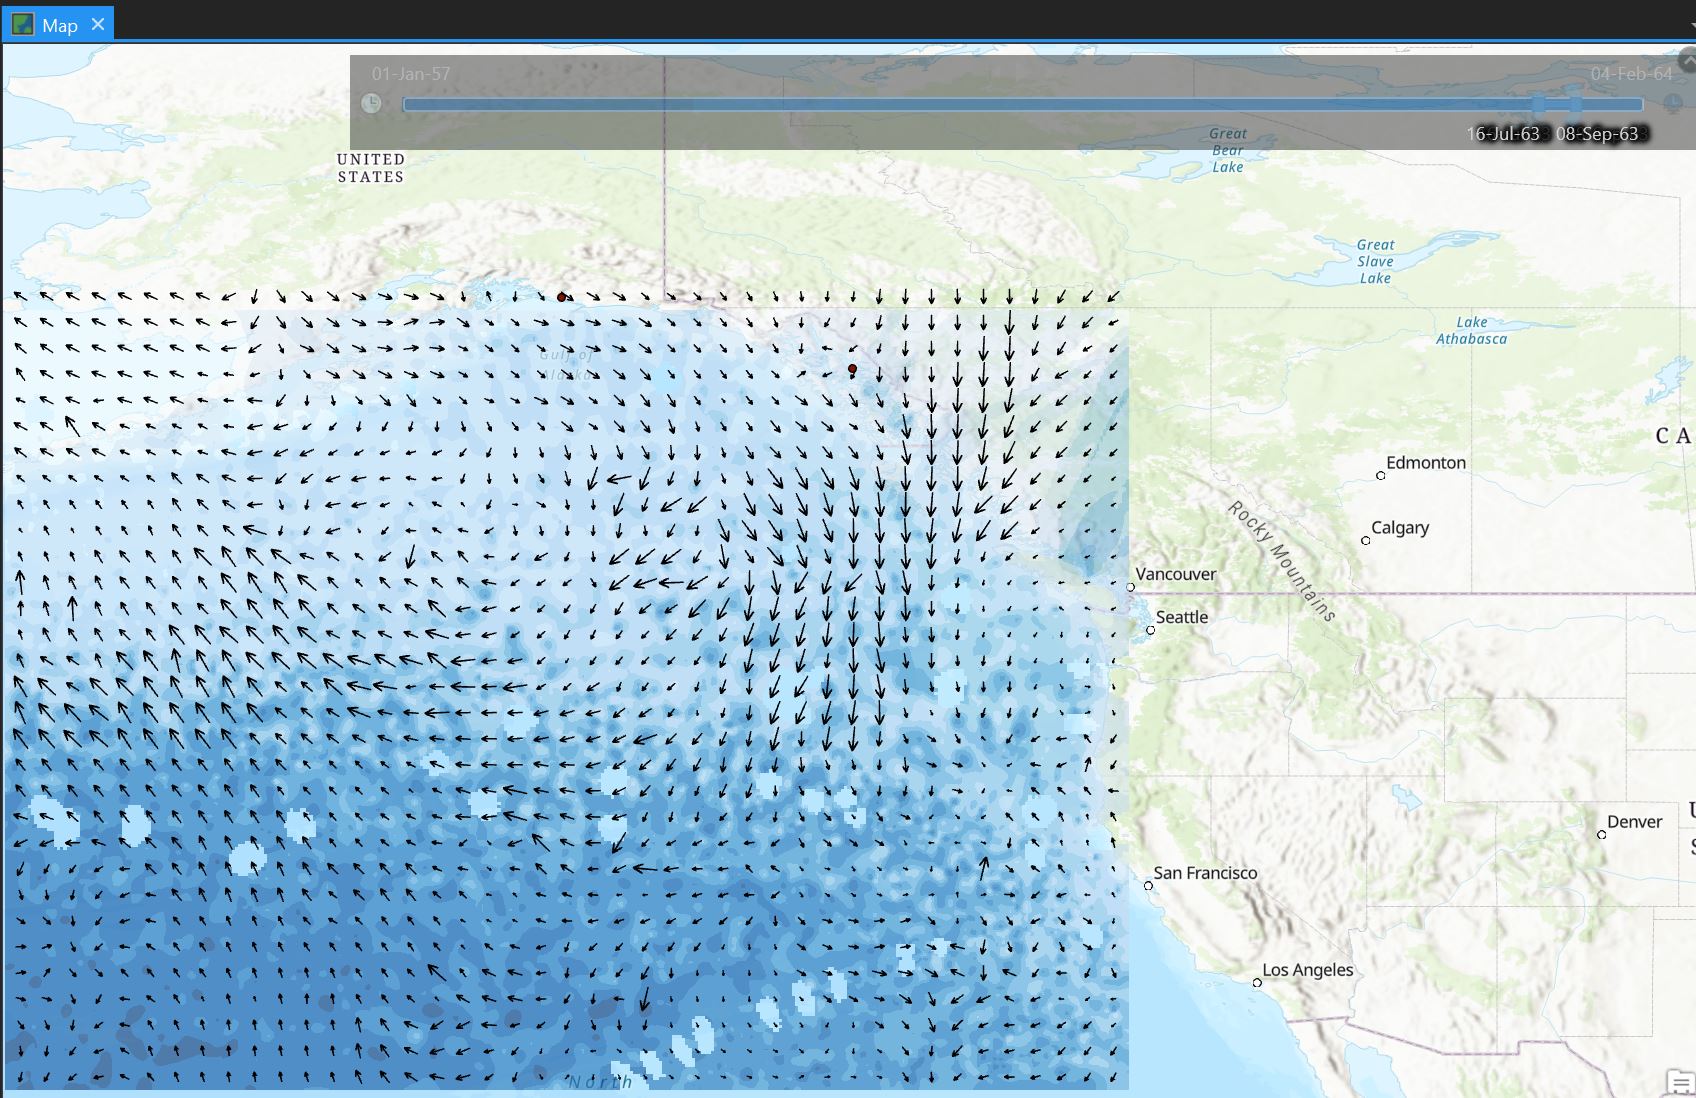 Map
01-Jan-57
04-Feb-64
16-Jul-63
08-Sep-63
Great
Bear
Lake
UNITED
STATES
Great
Slave
Lake
Lake
Athabasca
Gulf of
Alaska
CA
Edmonton
Rocky Mountains
Calgary
Vancouver
Seattle
U
Denver
S
San Francisco
Los Angeles
North